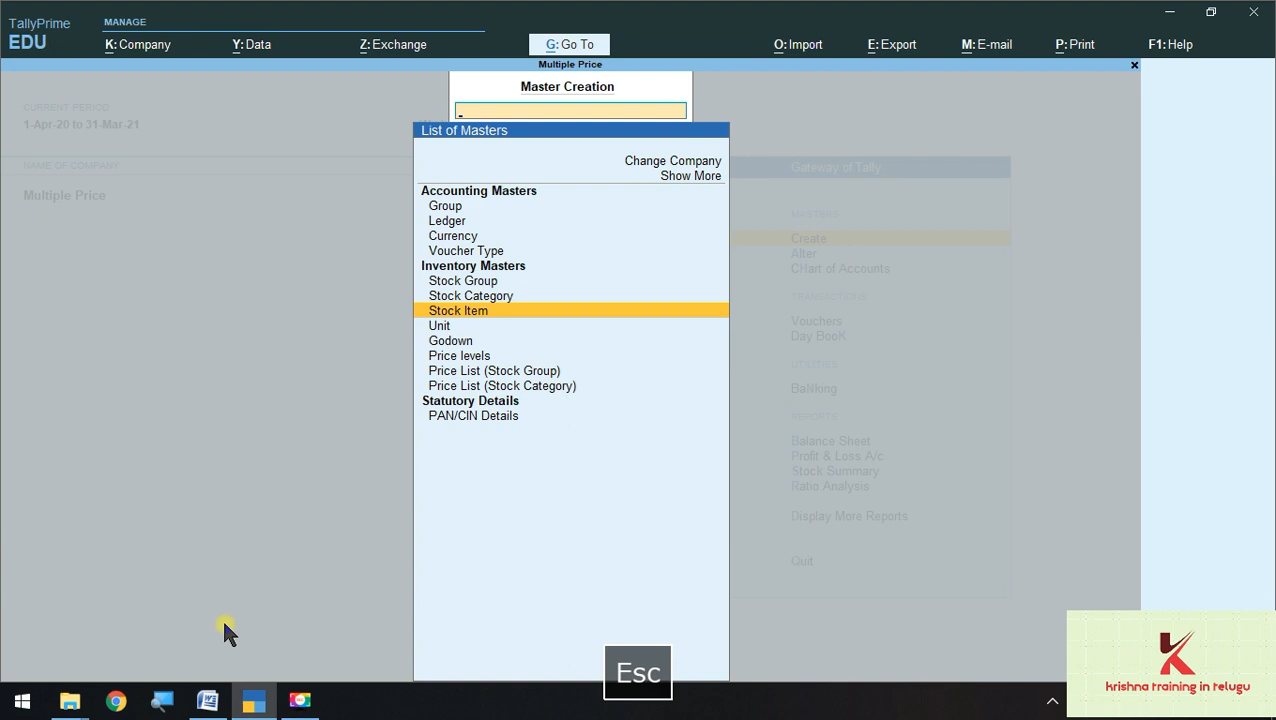 TallyPrime
EDU
MANAGE
K:Company
Y:Data
Z:Exchange
G:Go To
O:Import
E:Export
M:E-mail
P:Print
F1:Help
Multiple Price
CURRENT PERIOD
1-Apr-20 to 31-Mar-21
NAME OF COMPANY
Multiple Price
Master Creation
List of Masters
Change Company
Show More
Accounting Masters
Group
Ledger
Currency
Voucher Type
Inventory Masters
Stock Group
Stock Category
Stock Item
Unit
Godown
Price levels
Price List (Stock Group)
Price List (Stock Category)
Statutory Details
PAN/CIN Details
Gateway of Tally
MASTERS
Create
Alter
CHart of Accounts
TRANSACTIONS
Vouchers
Day BooK
UTILITIES
BaNking
REPORTS
Balance Sheet
Profit & Loss A/c
Stock Summary
Ratio Analysis
Display More Reports
Quit
Esc
krishna training in telugu